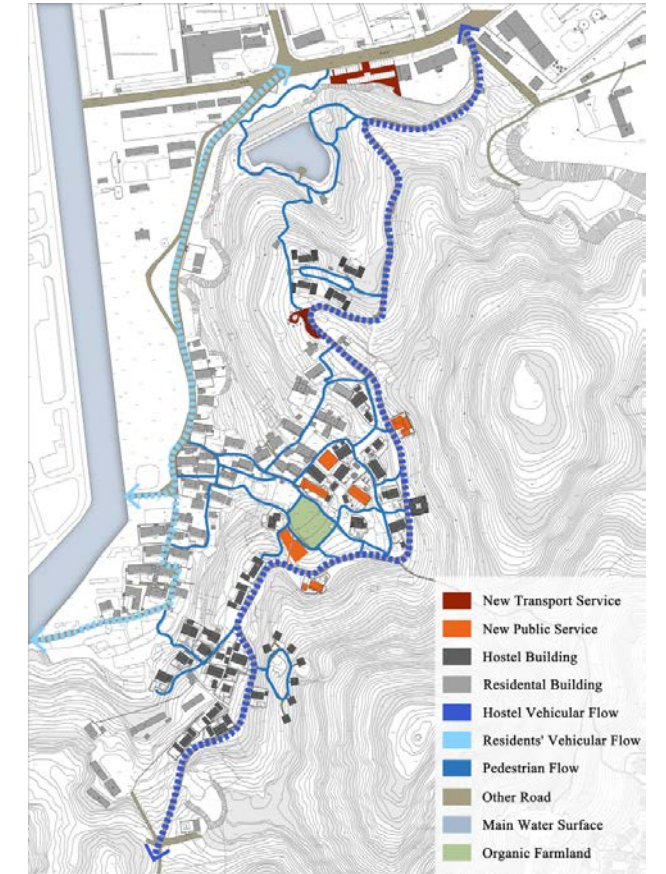 New Transport Service
New Public Service
Hostel Building
Residental Building
Hostel Vehicular Flow
Residents' Vehicular Flow
Pedestrian Flow
Other Road
Main Water Surface
Organic Farmland